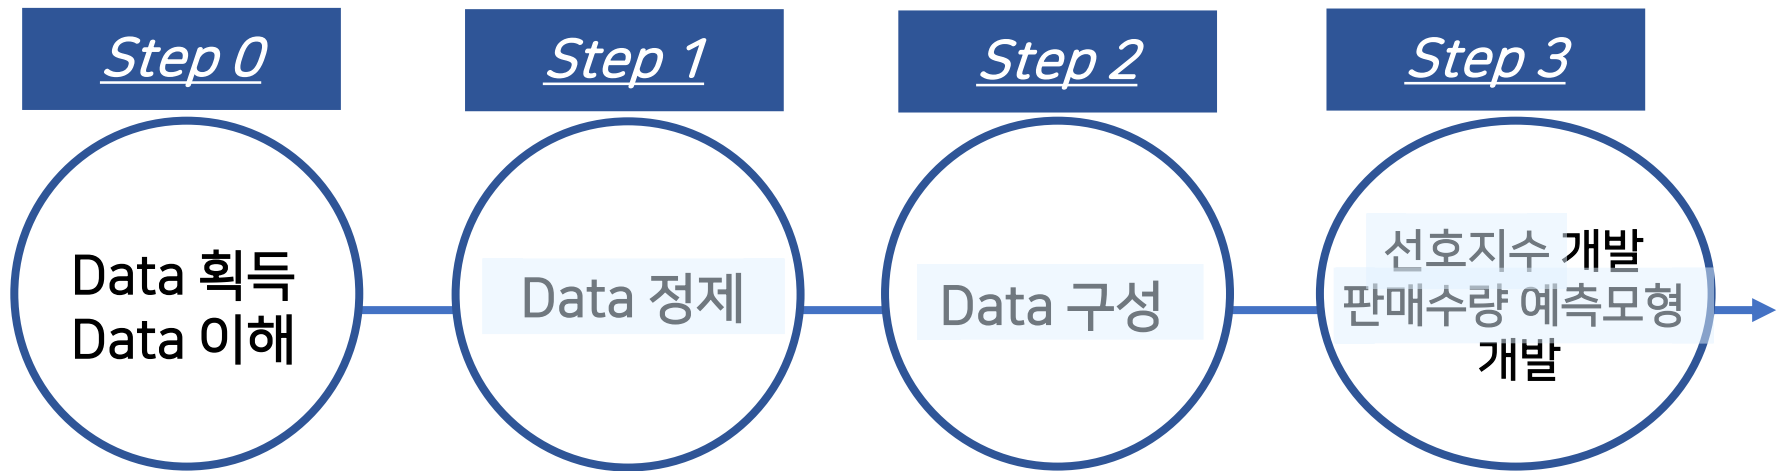 Step 0
Data 획득
Data 이해
Step 1
Data 정제
Step 2
Data 구성
Step 3
선호지수 개발
판매수량 예측모형
개발